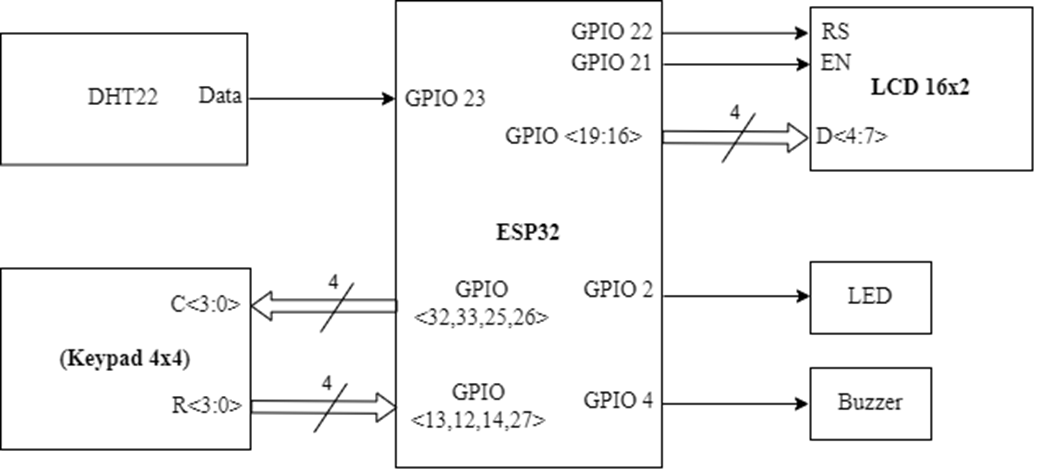 DHT22
Data
GPIO 23
GPIO 22
GPIO 21
GPIO <19:16>
4
RS
EN
LCD 16x2
D<4:7>
ESP32
(Keypad 4x4)
C<3:0>
4
GPIO
<32,33,25,26>
R<3:0>
4
GPIO
<13,12,14,27>
GPIO 2
LED
GPIO 4
Buzzer